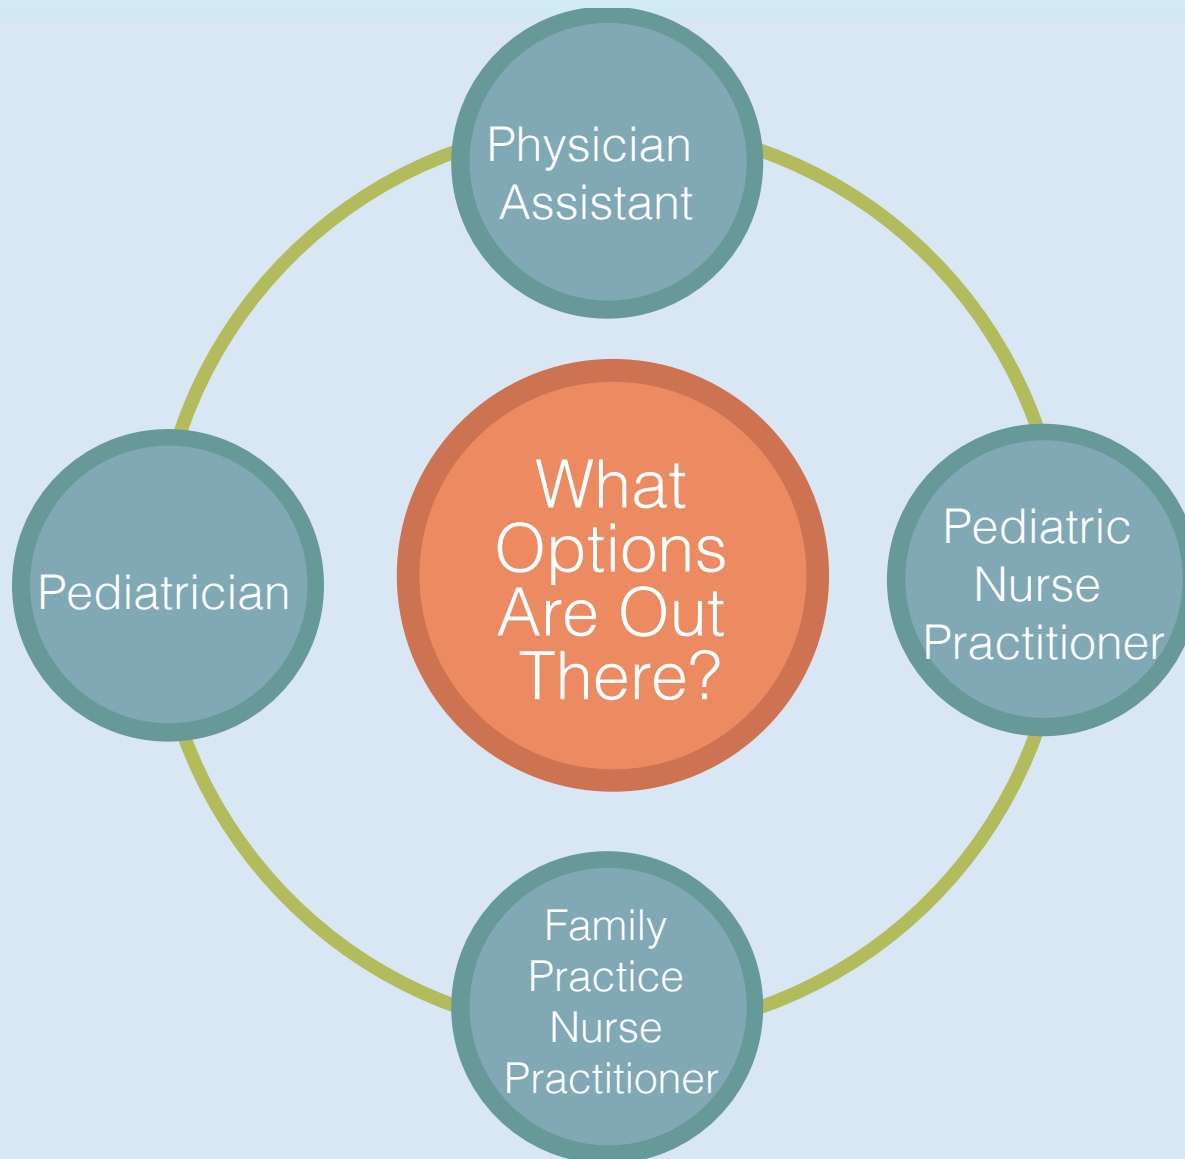 Physician
Assistant
What
Options
Are Out
There?
Pediatrician
Pediatric
Nurse
Practitioner
Family
Practice
Nurse
Practitioner